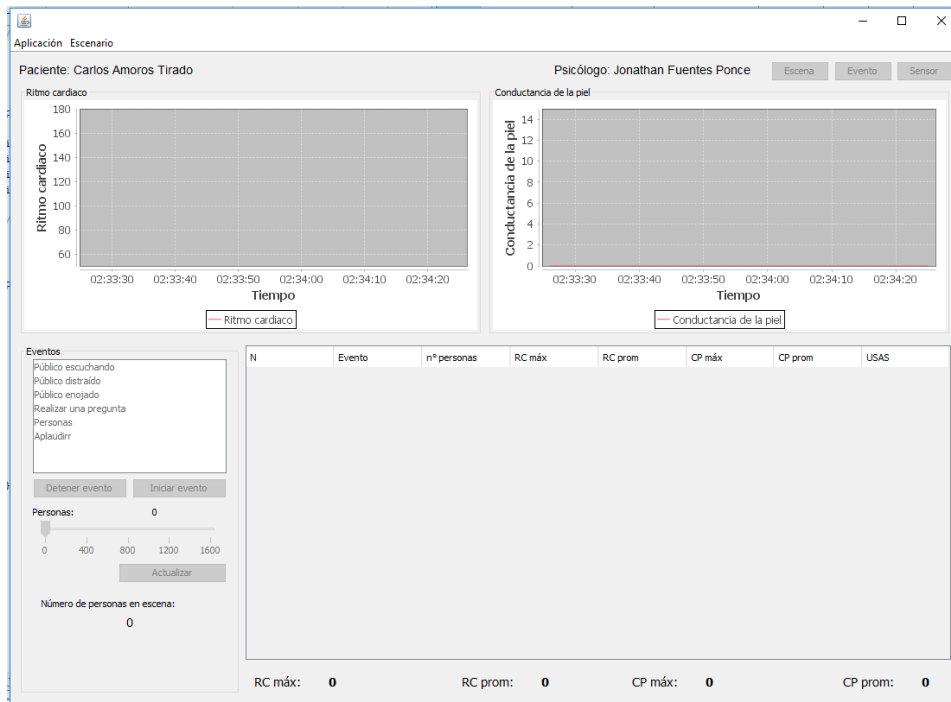 Aplicación Escenario
Paciente: Carlos Amoros Tirado
Psicólogo: Jonathan Fuentes Ponce
Escena
Evento
Sensor
Ritmo cardiaco
180
160
140
120
100
80
60
Ritmo cardiaco
02:33:30 02:33:40 02:33:50 02:34:00 02:34:10 02:34:20
Tiempo
Ritmo cardiaco
Conductancia de la piel
14
12
10
8
6
4
2
0
Conductancia de la piel
02:33:30 02:33:40 02:33:50 02:34:00 02:34:10 02:34:20
Tiempo
Conductancia de la piel
Eventos
Público escuchando
Público distraído
Público enojado
Realizar una pregunta
Personas
Aplaudirr
Detener evento
Iniciar evento
Personas: 0
0 400 800 1200 1600
Actualizar
Número de personas en escena:
0
N Evento nº personas RC máx RC prom CP máx CP prom USAS
RC máx: 0 RC prom: 0 CP máx: 0 CP prom: 0